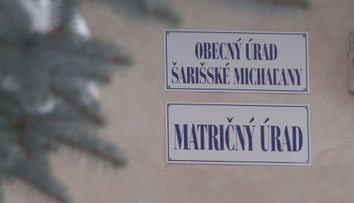 OBECNÝ ÚRAD
ŠARIŠSKÉ MICHAĽANY
MATRIČNÝ ÚRAD